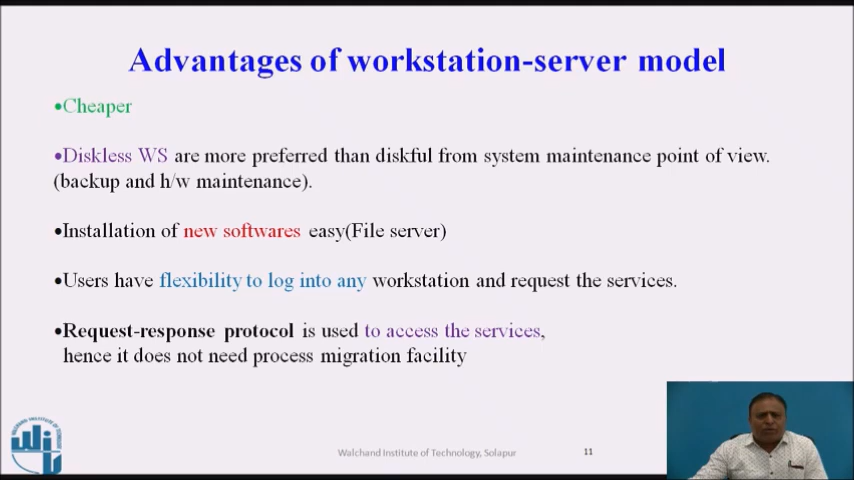 Advantages of workstation-server model
•Cheaper
•Diskless WS are more preferred than diskful from system maintenance point of view.
(backup and h/w maintenance).
•Installation of new softwares easy(File server)
•Users have flexibility to log into any workstation and request the services.
•Request-response protocol is used to access the services,
hence it does not need process migration facility
Walchand Institute of Technology, Solapur
11